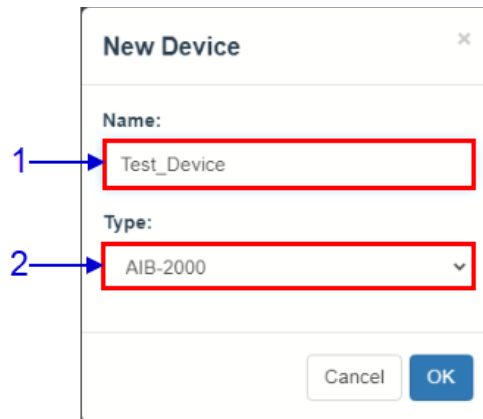 New Device
×
Name:
1
Test_Device
Type:
2
AIB-2000
Cancel
OK